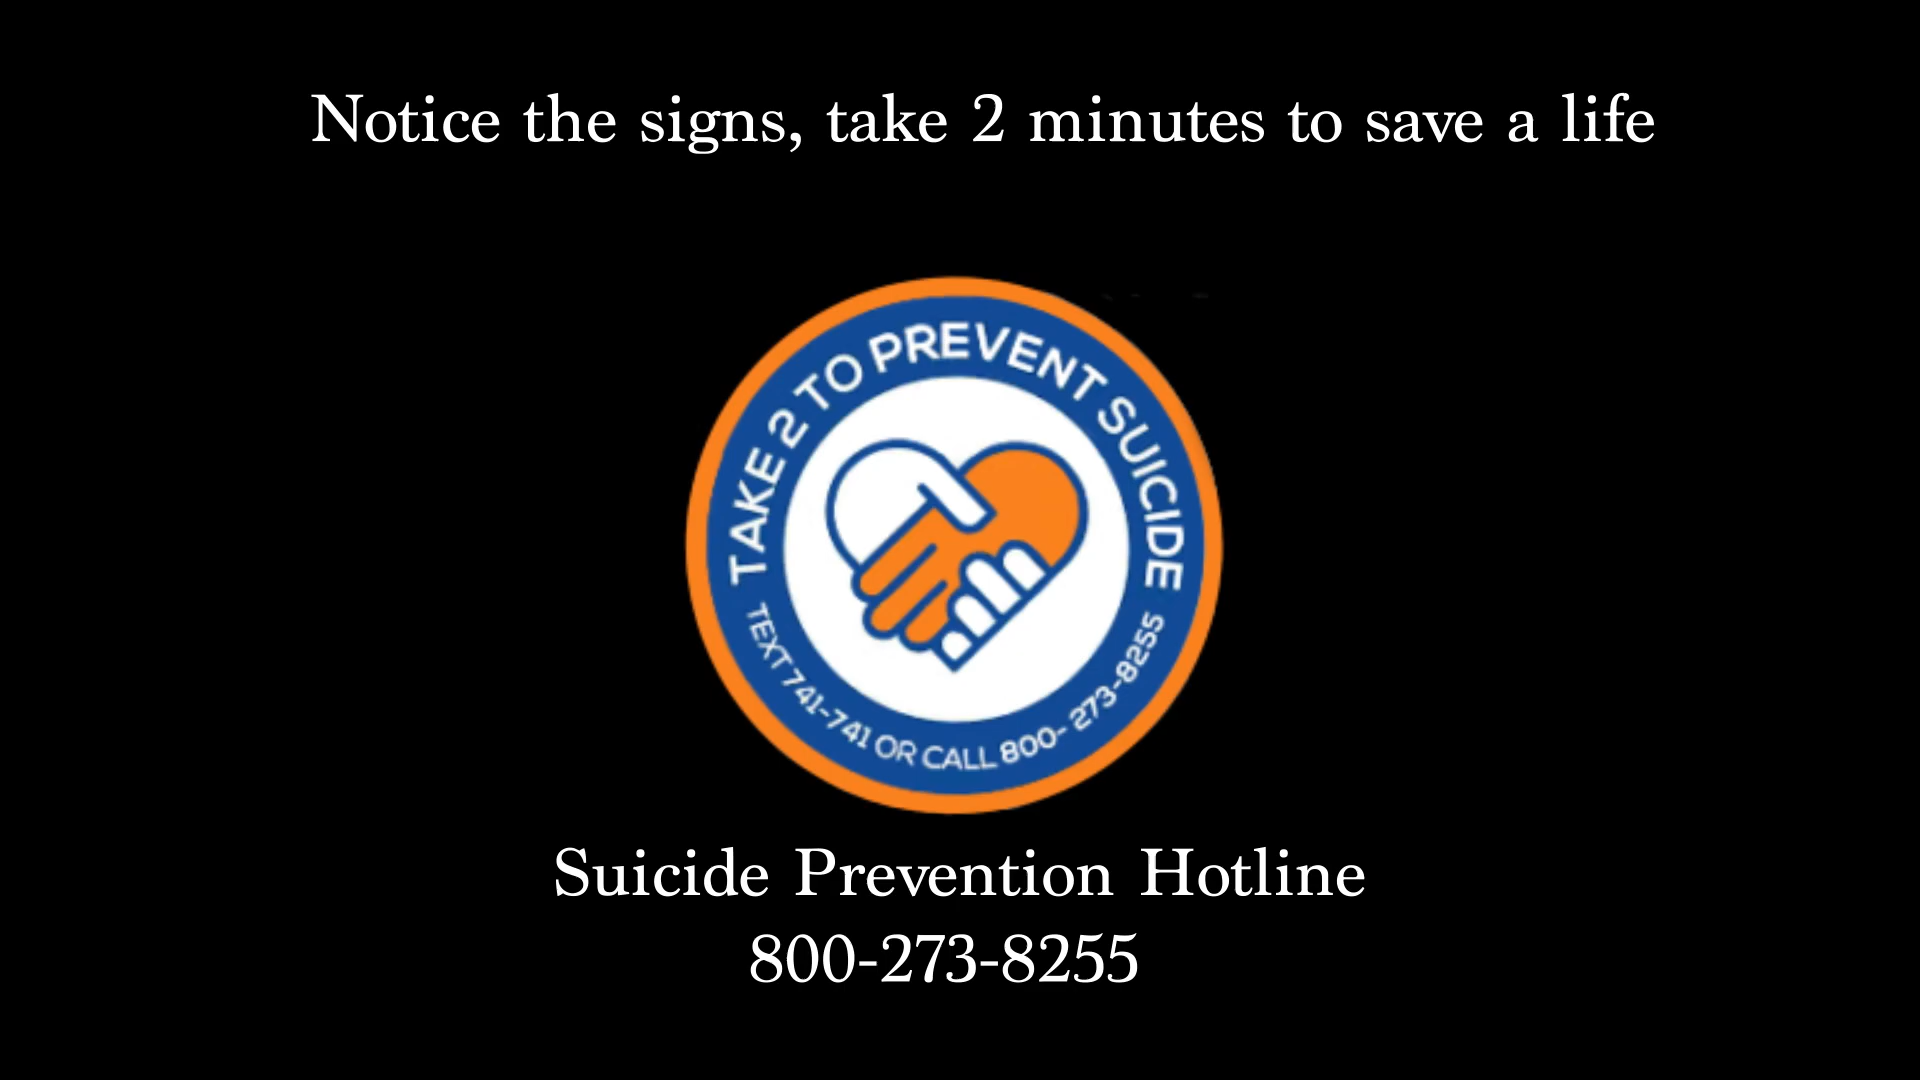 Notice the signs, take 2 minutes to save a life
TAKE 2 TO PREVENT SUICIDE
TEXT 741-741 OR CALL 800- 273-8255
Suicide Prevention Hotline
800-273-8255